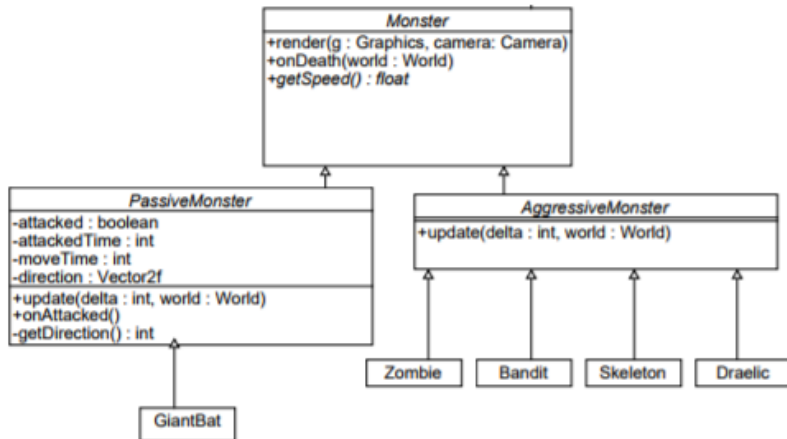 Monster
+render(g : Graphics, camera: Camera)
+onDeath(world : World)
+getSpeed() : float
PassiveMonster
-attacked : boolean
-attackedTime : int
-moveTime : int
-direction : Vector2f
+update(delta : int, world : World)
+onAttacked()
-getDirection() : int
AggressiveMonster
+update(delta : int, world : World)
Zombie
Bandit
Skeleton
Draelic
GiantBat